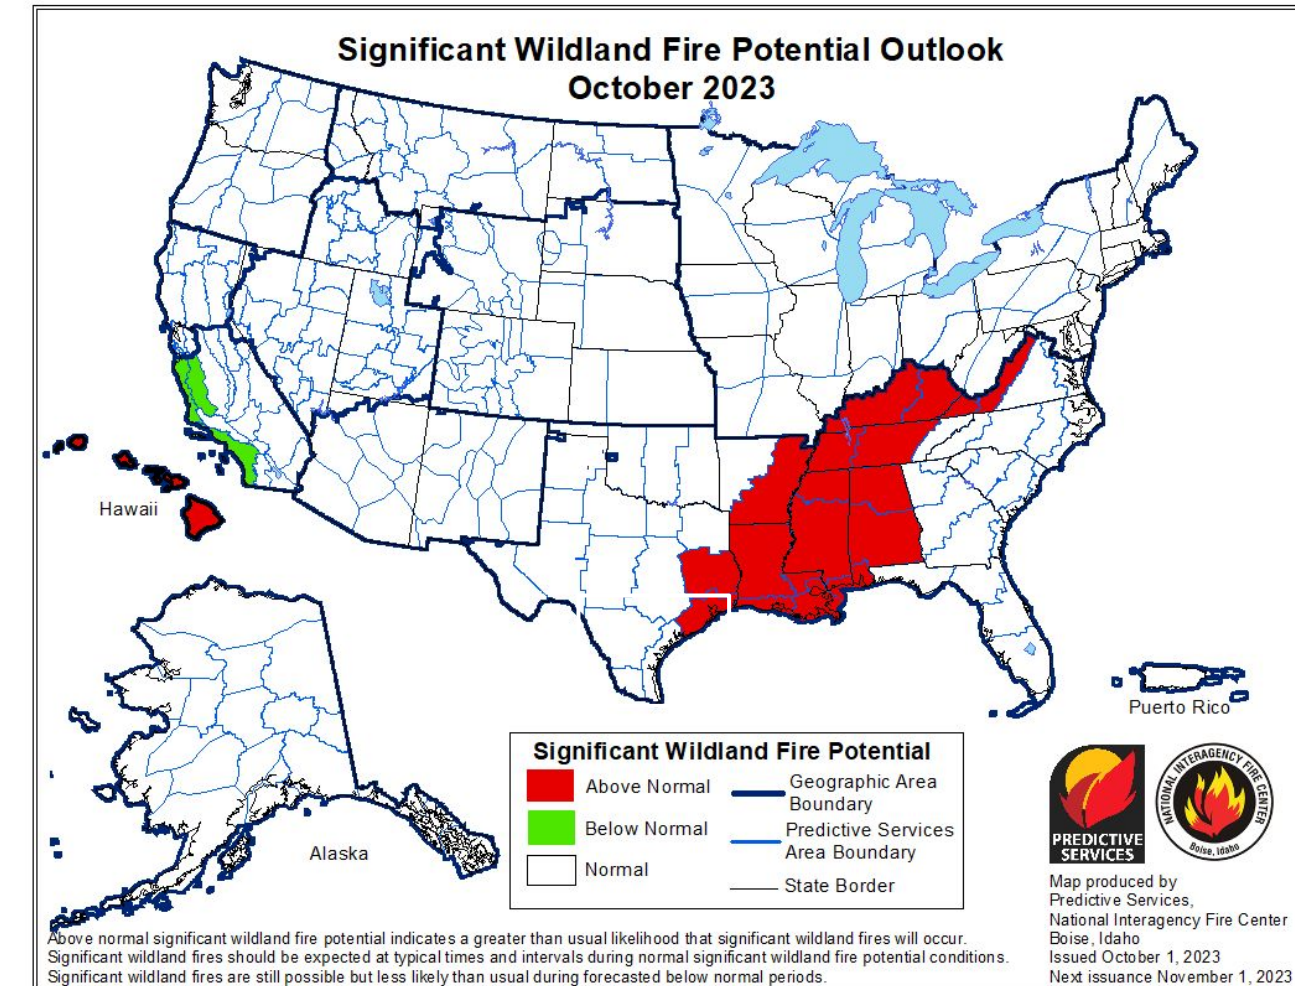 Significant Wildland Fire Potential Outlook
October 2023
Hawaii
Alaska
Puerto Rico
Significant Wildland Fire Potential
Above Normal
Below Normal
Normal
Geographic Area
Boundary
Predictive Services
Area Boundary
State Border
PREDICTIVE
SERVICES
NATIONAL INTERAGENCY FIRE CENTER
Boise, Idaho
Map produced by
Predictive Services,
National Interagency Fire Center
Boise, Idaho
Issued October 1, 2023
Next issuance November 1, 2023
Above normal significant wildland fire potential indicates a greater than usual likelihood that significant wildland fires will occur.
Significant wildland fires should be expected at typical times and intervals during normal significant wildland fire potential conditions.
Significant wildland fires are still possible but less likely than usual during forecasted below normal periods.